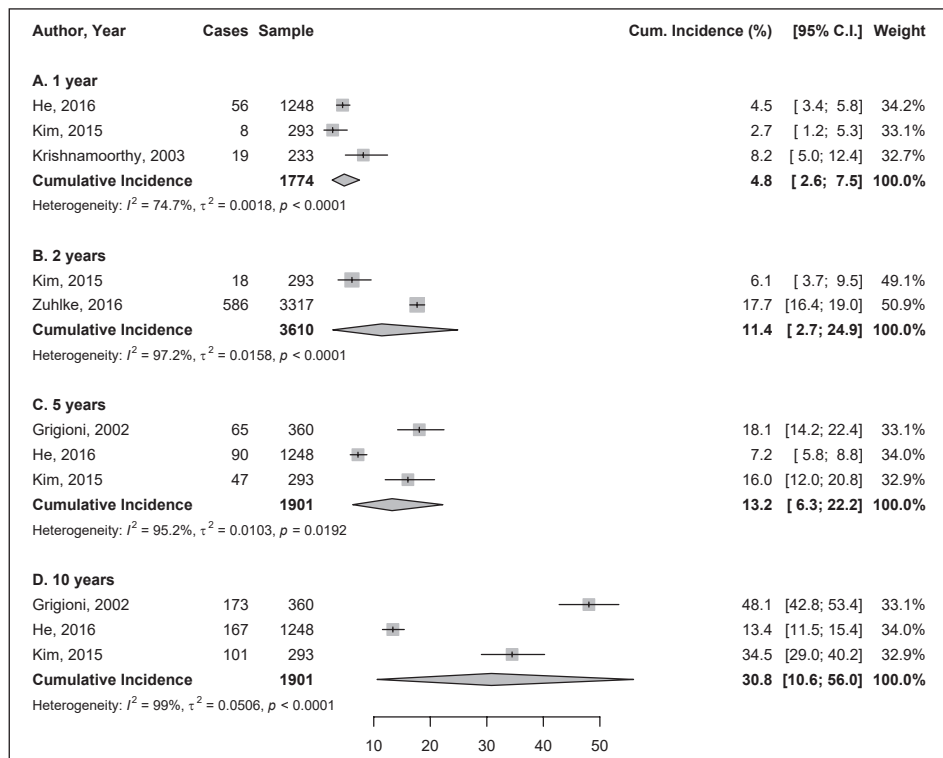 Author, Year Cases Sample Cum. Incidence (%) [95% C.I.] Weight
A. 1 year
He, 2016 56 1248 4.5 [ 3.4; 5.8] 34.2%
Kim, 2015 8 293 2.7 [ 1.2; 5.3] 33.1%
Krishnamoorthy, 2003 19 233 8.2 [ 5.0; 12.4] 32.7%
Cumulative Incidence 1774 4.8 [ 2.6; 7.5] 100.0%
Heterogeneity: I² = 74.7%, τ² = 0.0018, p < 0.0001
B. 2 years
Kim, 2015 18 293 6.1 [ 3.7; 9.5] 49.1%
Zuhlke, 2016 586 3317 17.7 [16.4; 19.0] 50.9%
Cumulative Incidence 3610 11.4 [ 2.7; 24.9] 100.0%
Heterogeneity: I² = 97.2%, τ² = 0.0158, p < 0.0001
C. 5 years
Grigioni, 2002 65 360 18.1 [14.2; 22.4] 33.1%
He, 2016 90 1248 7.2 [ 5.8; 8.8] 34.0%
Kim, 2015 47 293 16.0 [12.0; 20.8] 32.9%
Cumulative Incidence 1901 13.2 [ 6.3; 22.2] 100.0%
Heterogeneity: I² = 95.2%, τ² = 0.0103, p = 0.0192
D. 10 years
Grigioni, 2002 173 360 48.1 [42.8; 53.4] 33.1%
He, 2016 167 1248 13.4 [11.5; 15.4] 34.0%
Kim, 2015 101 293 34.5 [29.0; 40.2] 32.9%
Cumulative Incidence 1901 30.8 [10.6; 56.0] 100.0%
Heterogeneity: I² = 99%, τ² = 0.0506, p < 0.0001
10 20 30 40 50